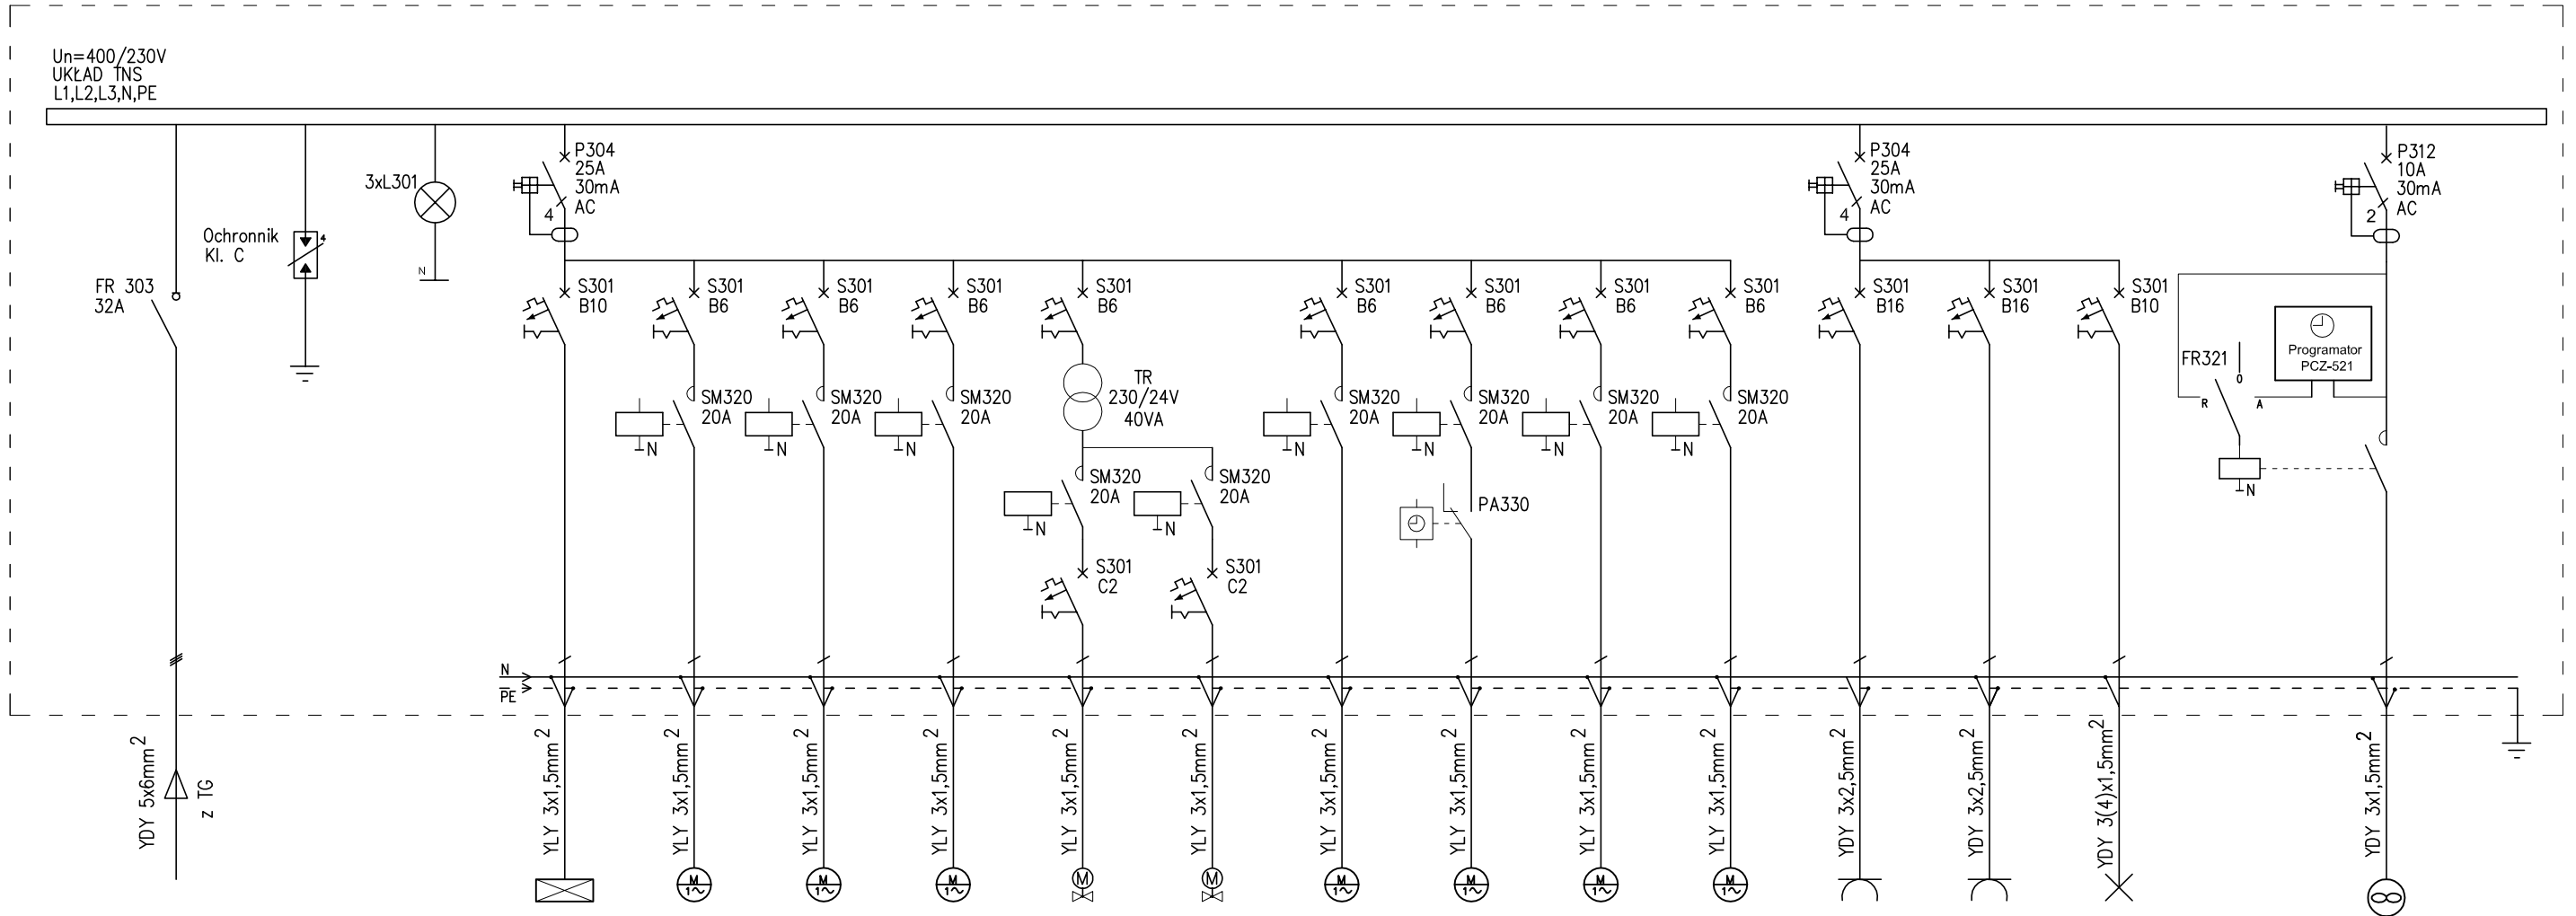 Un=400/230V
UKŁAD TNS
L1,L2,L3,N,PE
FR 303
32A
Ochronnik
Kl. C
4
3xL301
N
P304
25A
30mA
AC
4
P304
25A
30mA
AC
4
P312
10A
30mA
AC
2
S301
B10
S301
B6
S301
B6
S301
B6
S301
B6
S301
B6
S301
B6
S301
B6
S301
B6
S301
B16
S301
B16
S301
B10
SM320
20A
N
SM320
20A
N
SM320
20A
N
TR
230/24V
40VA
SM320
20A
N
SM320
20A
N
SM320
20A
N
SM320
20A
N
SM320
20A
N
SM320
20A
N
S301
C2
S301
C2
PA330
FR321
0
R
A
N
Programator
PCZ-521
N
PE
YDY 5x6mm2
z TG
YLY 3x1,5mm2
YLY 3x1,5mm2
YLY 3x1,5mm2
YLY 3x1,5mm2
YLY 3x1,5mm2
YLY 3x1,5mm2
YLY 3x1,5mm2
YLY 3x1,5mm2
YLY 3x1,5mm2
YLY 3x1,5mm2
YDY 3x2,5mm2
YDY 3x2,5mm2
YDY 3(4)x1,5mm2
YDY 3x1,5mm2
M
1~
M
1~
M
1~
M
M
M
1~
M
1~
M
1~
M
1~